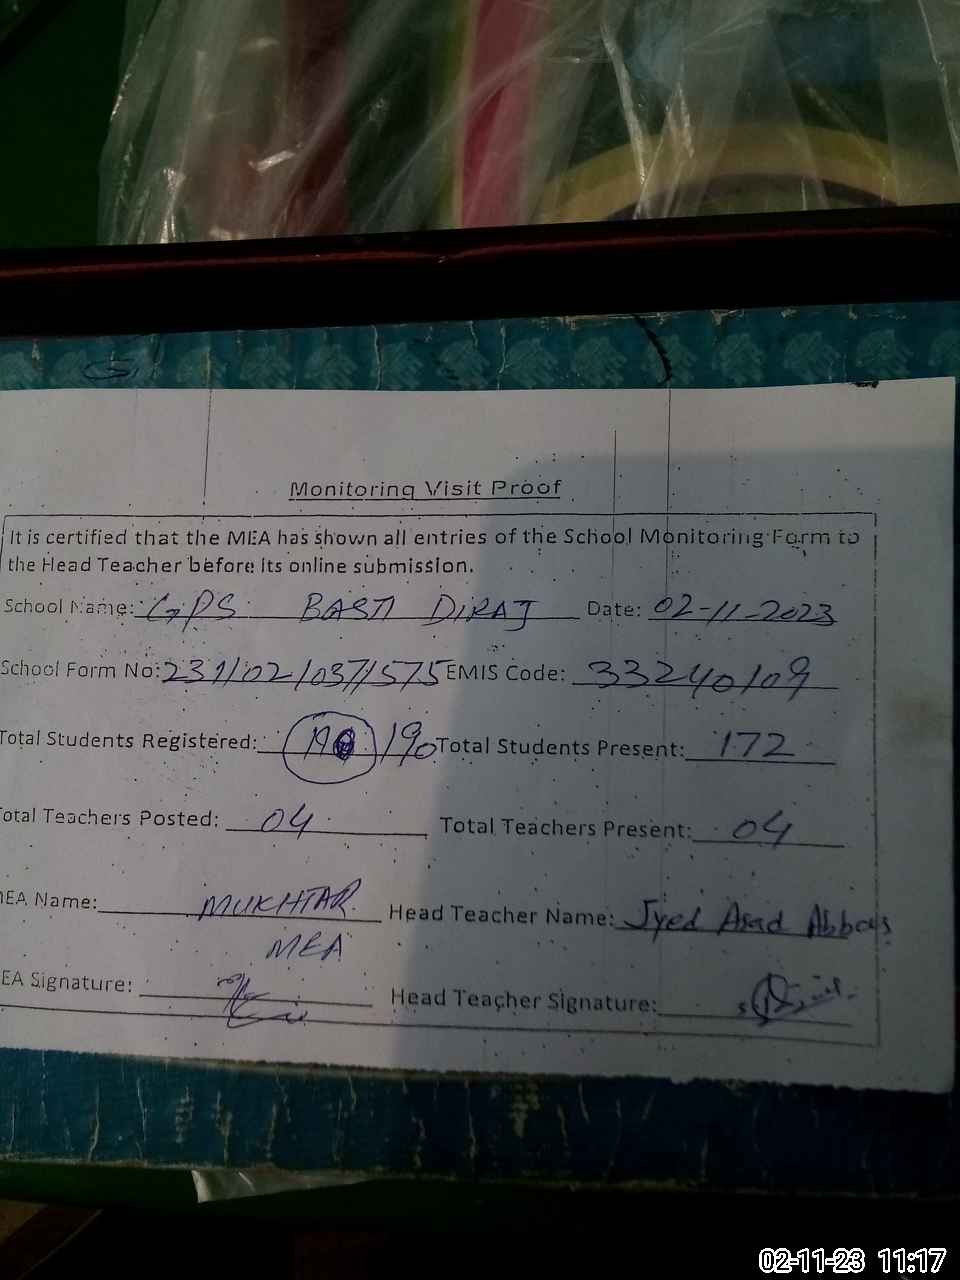 Monitoring Visit Proof
It is certified that the MEA has shown all entries of the School Monitoring Form to
the Head Teacher before its online submission.
School Name: GPS BASTI DIRAJ Date: 02-11-2023
School Form No: 231/02/037/575 EMIS Code: 33240109
Total Students Registered: 190 Total Students Present: 172
Total Teachers Posted: 04 Total Teachers Present: 04
MEA Name: MUKHTAR Head Teacher Name: Syed Asad Abbas
MEA
EA Signature: Head Teacher Signature:
02-11-23 11:17